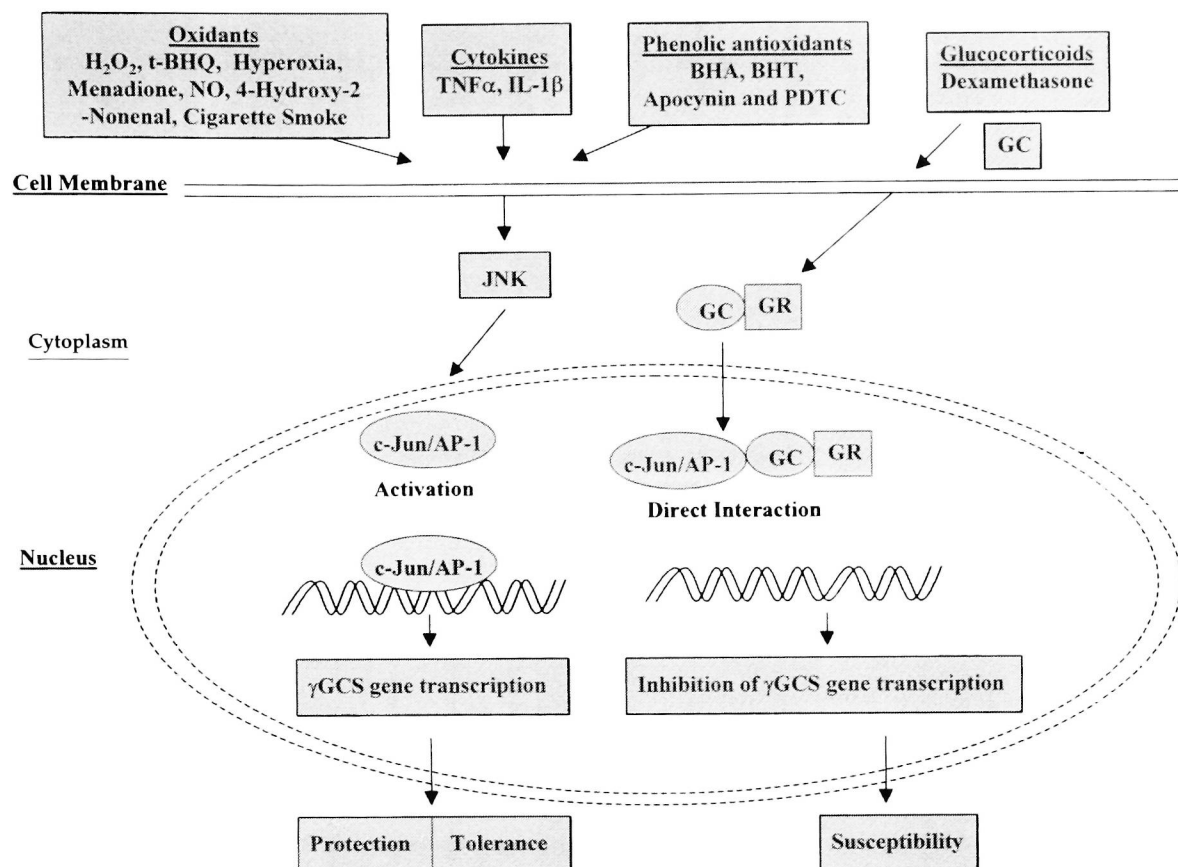 Oxidants
H2O2, t-BHQ, Hyperoxia,
Menadione, NO, 4-Hydroxy-2
-Nonenal, Cigarette Smoke
Cytokines
TNFα, IL-1β
Phenolic antioxidants
BHA, BHT,
Apocynin and PDTC
Glucocorticoids
Dexamethasone
GC
Cell Membrane
JNK
GC GR
Cytoplasm
c-Jun/AP-1
Activation
c-Jun/AP-1 GC GR
Direct Interaction
Nucleus
c-Jun/AP-1
γGCS gene transcription
Inhibition of γGCS gene transcription
Protection Tolerance
Susceptibility